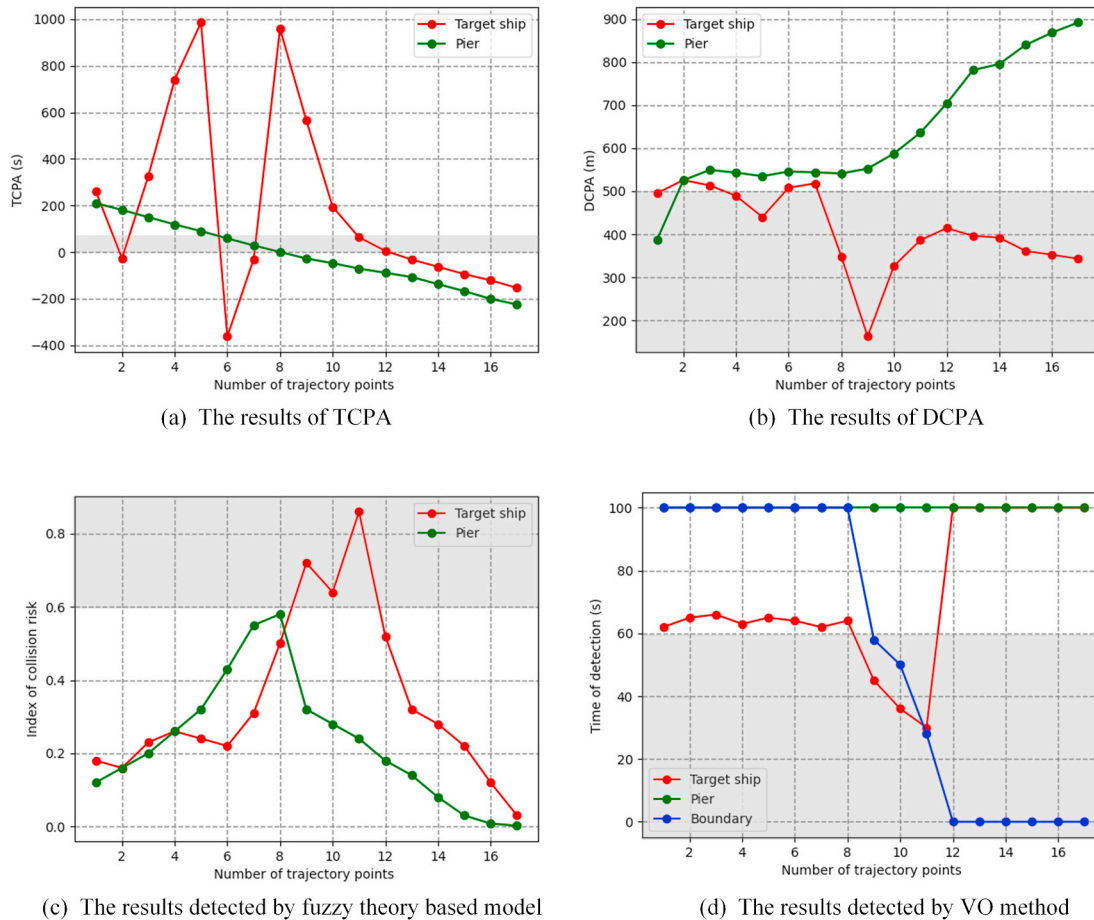 Target ship
Pier
TCPA (s)
1000
800
600
400
200
0
−200
−400
2 4 6 8 10 12 14 16
Number of trajectory points
(a) The results of TCPA
Target ship
Pier
DCPA (m)
900
800
700
600
500
400
300
200
2 4 6 8 10 12 14 16
Number of trajectory points
(b) The results of DCPA
Target ship
Pier
Index of collision risk
0.8
0.6
0.4
0.2
0.0
2 4 6 8 10 12 14 16
Number of trajectory points
(c) The results detected by fuzzy theory based model
Time of detection (s)
100
80
60
40
20
0
Target ship
Pier
Boundary
2 4 6 8 10 12 14 16
Number of trajectory points
(d) The results detected by VO method